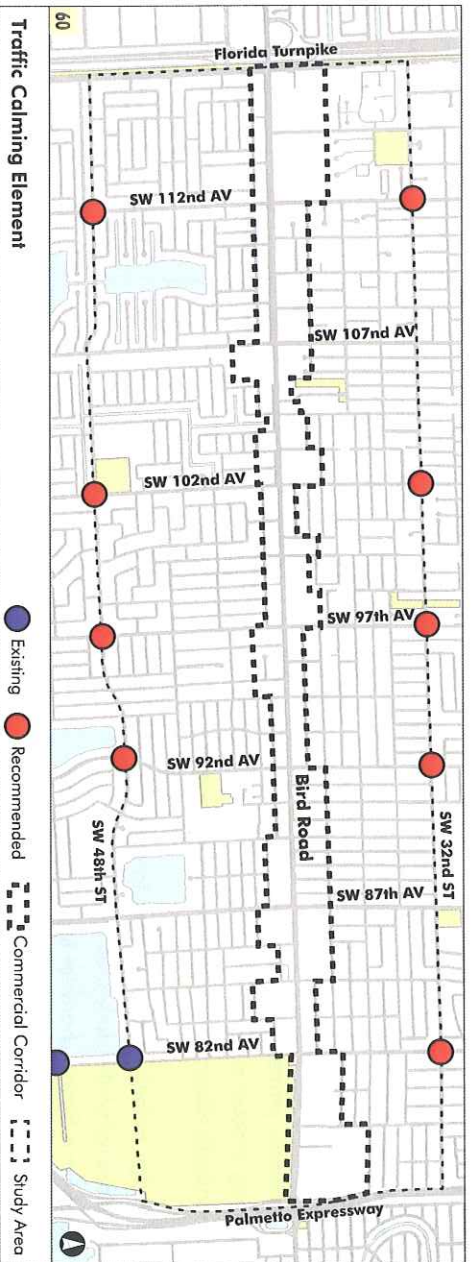 Florida Turnpike
SW 112nd AV
SW 107nd AV
SW 102nd AV
SW 97th AV
SW 92nd AV
SW 87th AV
SW 82nd AV
SW 32nd ST
Bird Road
SW 48th ST
Palmetto Expressway
A
60
Traffic Calming Element
Existing
Recommended
Commercial Corridor
Study Area